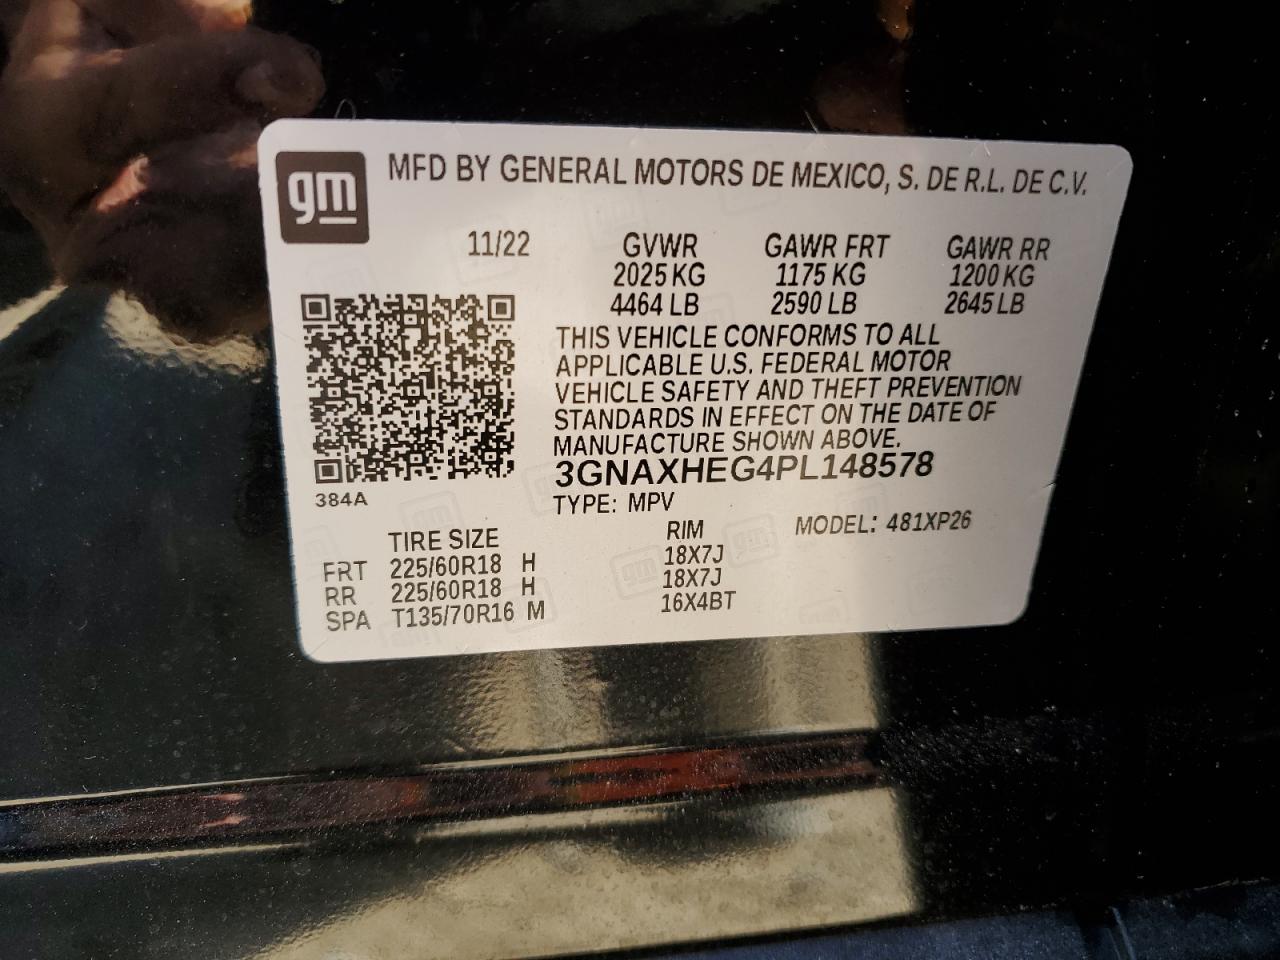 gm
MFD BY GENERAL MOTORS DE MEXICO, S. DE R.L. DE C.V.
11/22 GVWR GAWR FRT GAWR RR
2025 KG 1175 KG 1200 KG
4464 LB 2590 LB 2645 LB
THIS VEHICLE CONFORMS TO ALL
APPLICABLE U.S. FEDERAL MOTOR
VEHICLE SAFETY AND THEFT PREVENTION
STANDARDS IN EFFECT ON THE DATE OF
MANUFACTURE SHOWN ABOVE.
3GNAXHEG4PL148578
384A
TYPE: MPV
MODEL: 481XP26
TIRE SIZE RIM
FRT 225/60R18 H 18X7J
RR 225/60R18 H 18X7J
SPA T135/70R16 M 16X4BT